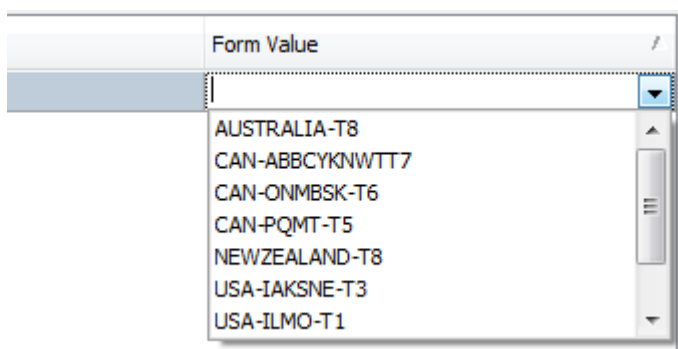 Form Value
AUSTRALIA-T8
CAN-ABBCYKNWTT7
CAN-ONMBSK-T6
CAN-PQMT-T5
NEWZEALAND-T8
USA-IAKSNE-T3
USA-ILMO-T1